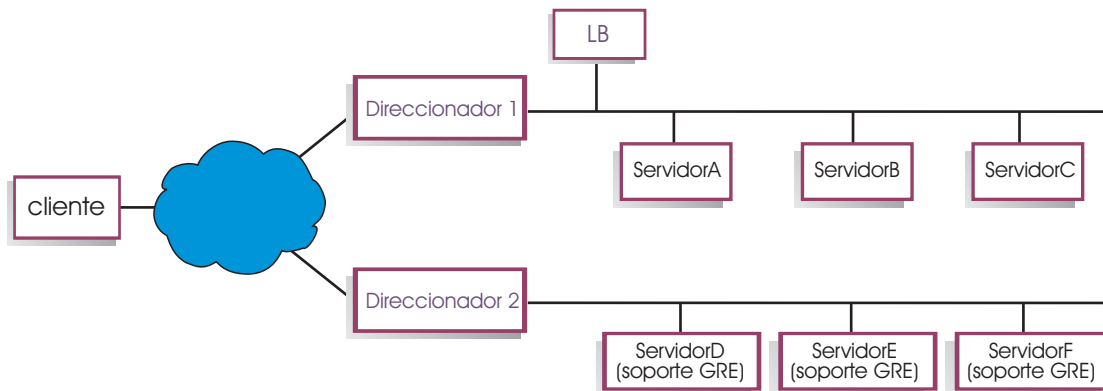 LB
Direccionador 1
ServidorA
ServidorB
ServidorC
cliente
Direccionador 2
ServidorD
(soporte GRE)
ServidorE
(soporte GRE)
ServidorF
(soporte GRE)